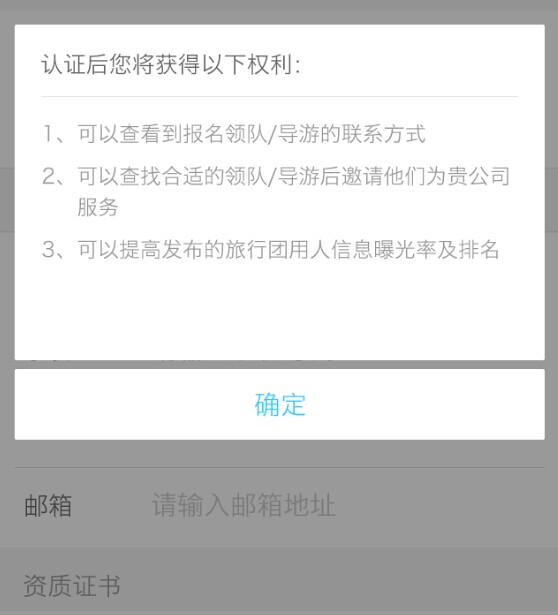 认证后您将获得以下权利：
1、可以查看到报名领队/导游的联系方式
2、可以查找合适的领队/导游后邀请他们为贵公司
服务
3、可以提高发布的旅行团用人信息曝光率及排名
确定
邮箱 请输入邮箱地址
资质证书